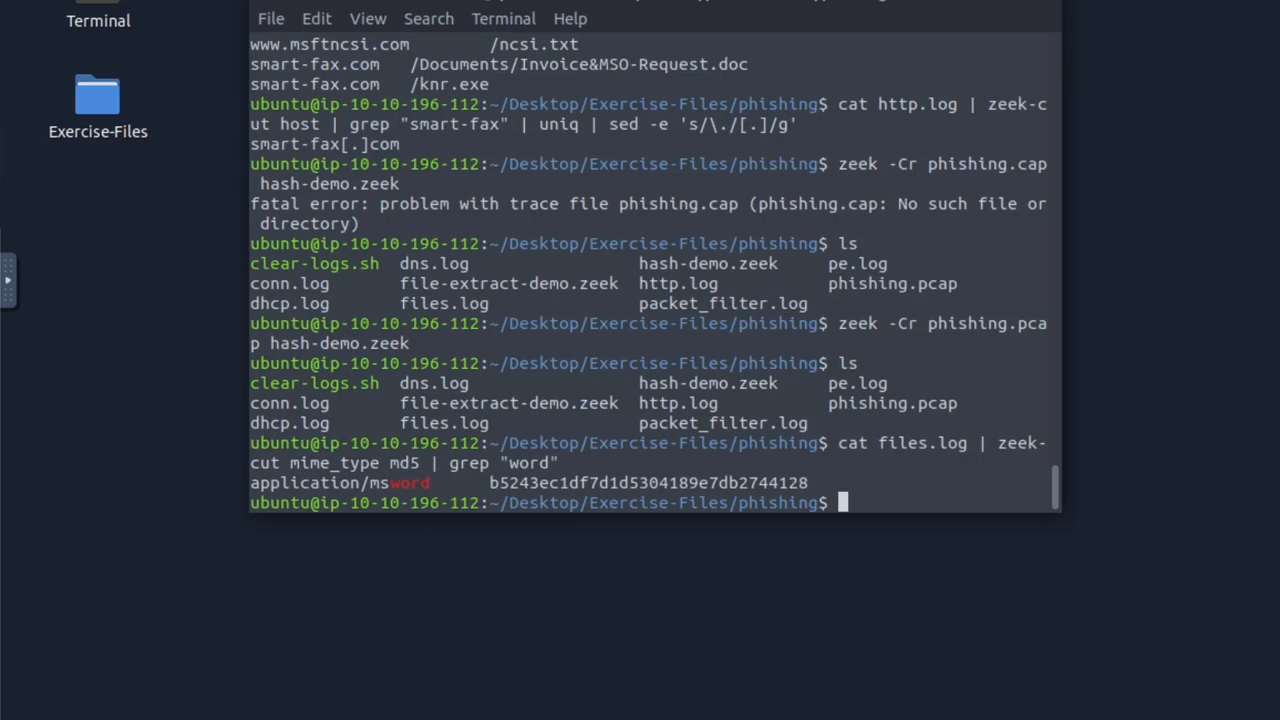 Terminal
Exercise-Files
File Edit View Search Terminal Help
www.msftncsi.com /ncsi.txt
smart-fax.com /Documents/Invoice&MSO-Request.doc
smart-fax.com /knr.exe
ubuntu@ip-10-10-196-112:~/Desktop/Exercise-Files/phishing$ cat http.log | zeek-c
ut host | grep "smart-fax" | uniq | sed -e 's/\./[.]/g'
smart-fax[.]com
ubuntu@ip-10-10-196-112:~/Desktop/Exercise-Files/phishing$ zeek -Cr phishing.cap
hash-demo.zeek
fatal error: problem with trace file phishing.cap (phishing.cap: No such file or
directory)
ubuntu@ip-10-10-196-112:~/Desktop/Exercise-Files/phishing$ ls
clear-logs.sh dns.log hash-demo.zeek pe.log
conn.log file-extract-demo.zeek http.log phishing.pcap
dhcp.log files.log packet_filter.log
ubuntu@ip-10-10-196-112:~/Desktop/Exercise-Files/phishing$ zeek -Cr phishing.pca
p hash-demo.zeek
ubuntu@ip-10-10-196-112:~/Desktop/Exercise-Files/phishing$ ls
clear-logs.sh dns.log hash-demo.zeek pe.log
conn.log file-extract-demo.zeek http.log phishing.pcap
dhcp.log files.log packet_filter.log
ubuntu@ip-10-10-196-112:~/Desktop/Exercise-Files/phishing$ cat files.log | zeek-
cut mime_type md5 | grep "word"
application/msword b5243ec1df7d1d5304189e7db2744128
ubuntu@ip-10-10-196-112:~/Desktop/Exercise-Files/phishing$